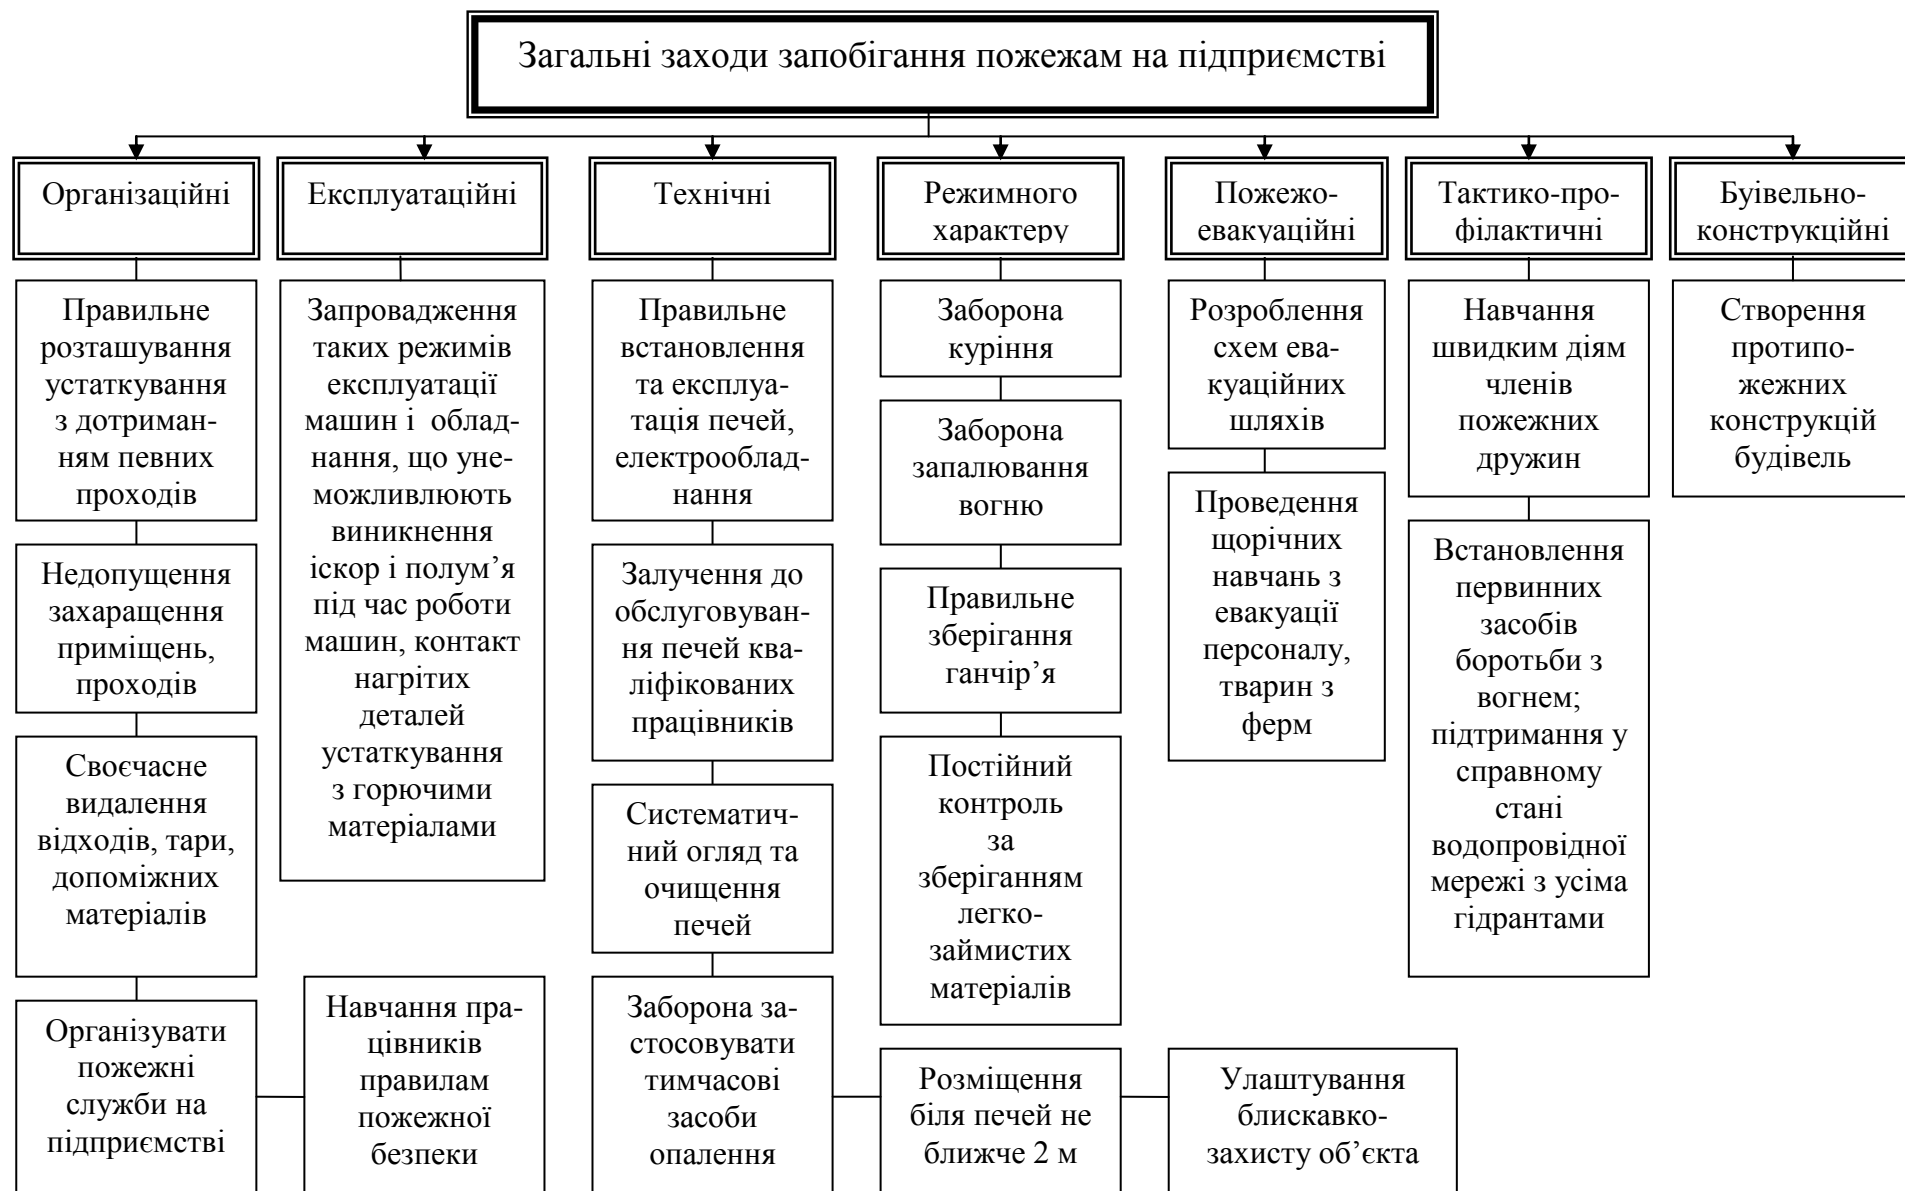 Загальні заходи запобігання пожежам на підприємстві
Організаційні
Експлуатаційні
Технічні
Режимного
характеру
Пожежо-
евакуаційні
Тактико-про-
філактичні
Буівельно-
конструкційні
Правильне
розташування
устаткування
з дотриман-
ням певних
проходів
Недопущення
захаращення
приміщень,
проходів
Своєчасне
видалення
відходів, тари,
допоміжних
матеріалів
Організувати
пожежні
служби на
підприємстві
Запровадження
таких режимів
експлуатації
машин і облад-
нання, що уне-
можливлюють
виникнення
іскор і полум’я
під час роботи
машин, контакт
нагрітих
деталей
устаткування
з горючими
матеріалами
Навчання пра-
цівників
правилам
пожежної
безпеки
Правильне
встановлення
та експлуа-
тація печей,
електрооблад-
нання
Залучення до
обслуговуван-
ня печей ква-
ліфікованих
працівників
Систематич-
ний огляд та
очищення
печей
Заборона за-
стосовувати
тимчасові
засоби
опалення
Заборона
куріння
Заборона
запалювання
вогню
Правильне
зберігання
ганчір’я
Постійний
контроль
за
зберіганням
легко-
займистих
матеріалів
Розміщення
біля печей не
ближче 2 м
Розроблення
схем ева-
куаційних
шляхів
Проведення
щорічних
навчань з
евакуації
персоналу,
тварин з
ферм
Улаштування
блискавко-
захисту об’єкта
Навчання
швидким діям
членів
пожежних
дружин
Встановлення
первинних
засобів
боротьби з
вогнем;
підтримання у
справному
стані
водопровідної
мережі з усіма
гідрантами
Створення
протипо-
жежних
конструкцій
будівель